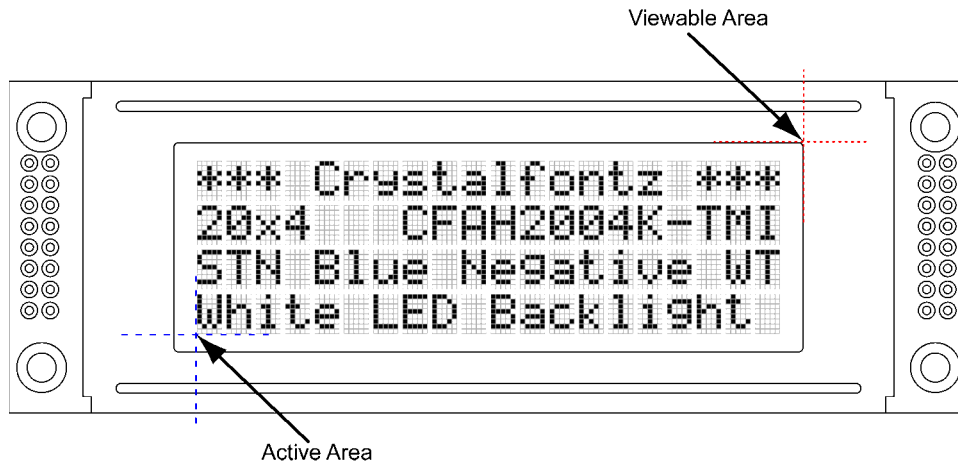 Viewable Area
*** Crystalfontz ***
20x4   CFAH2004K-TMI
STN Blue Negative WT
White LED Backlight
Active Area